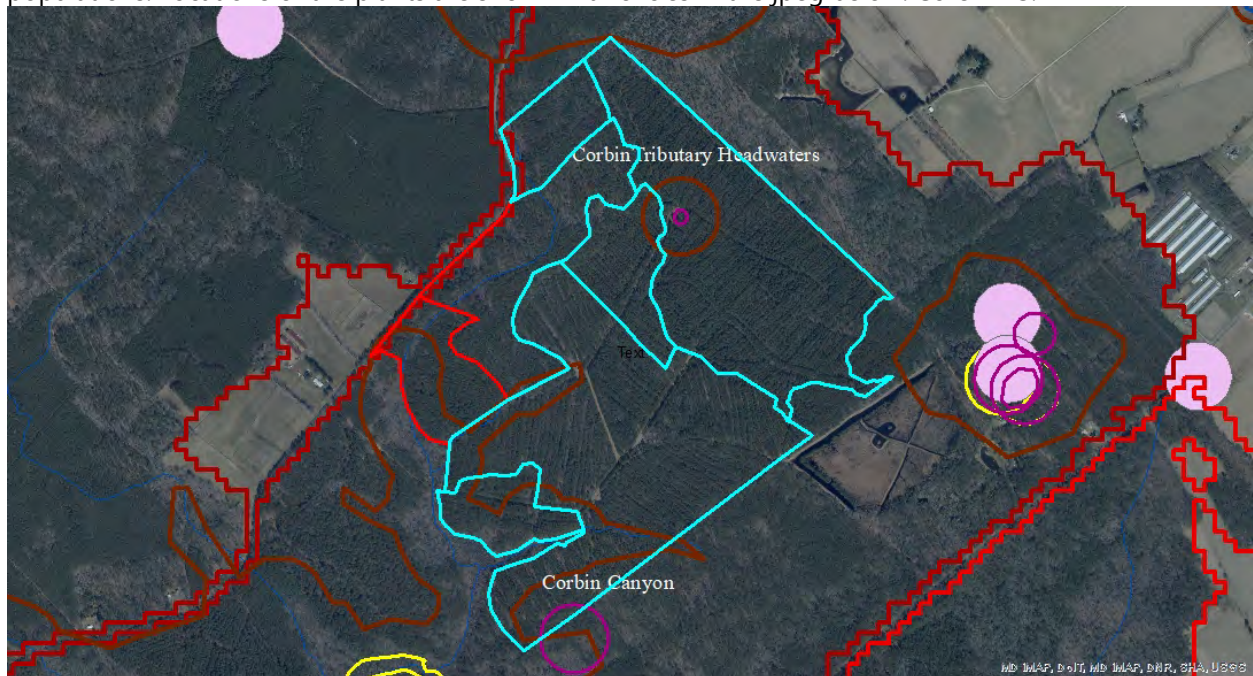 Corbin Tributary Headwaters
Text
Corbin Canyon
MD iMAP, DoIT, MD iMAP, DNR, SHA, USGS